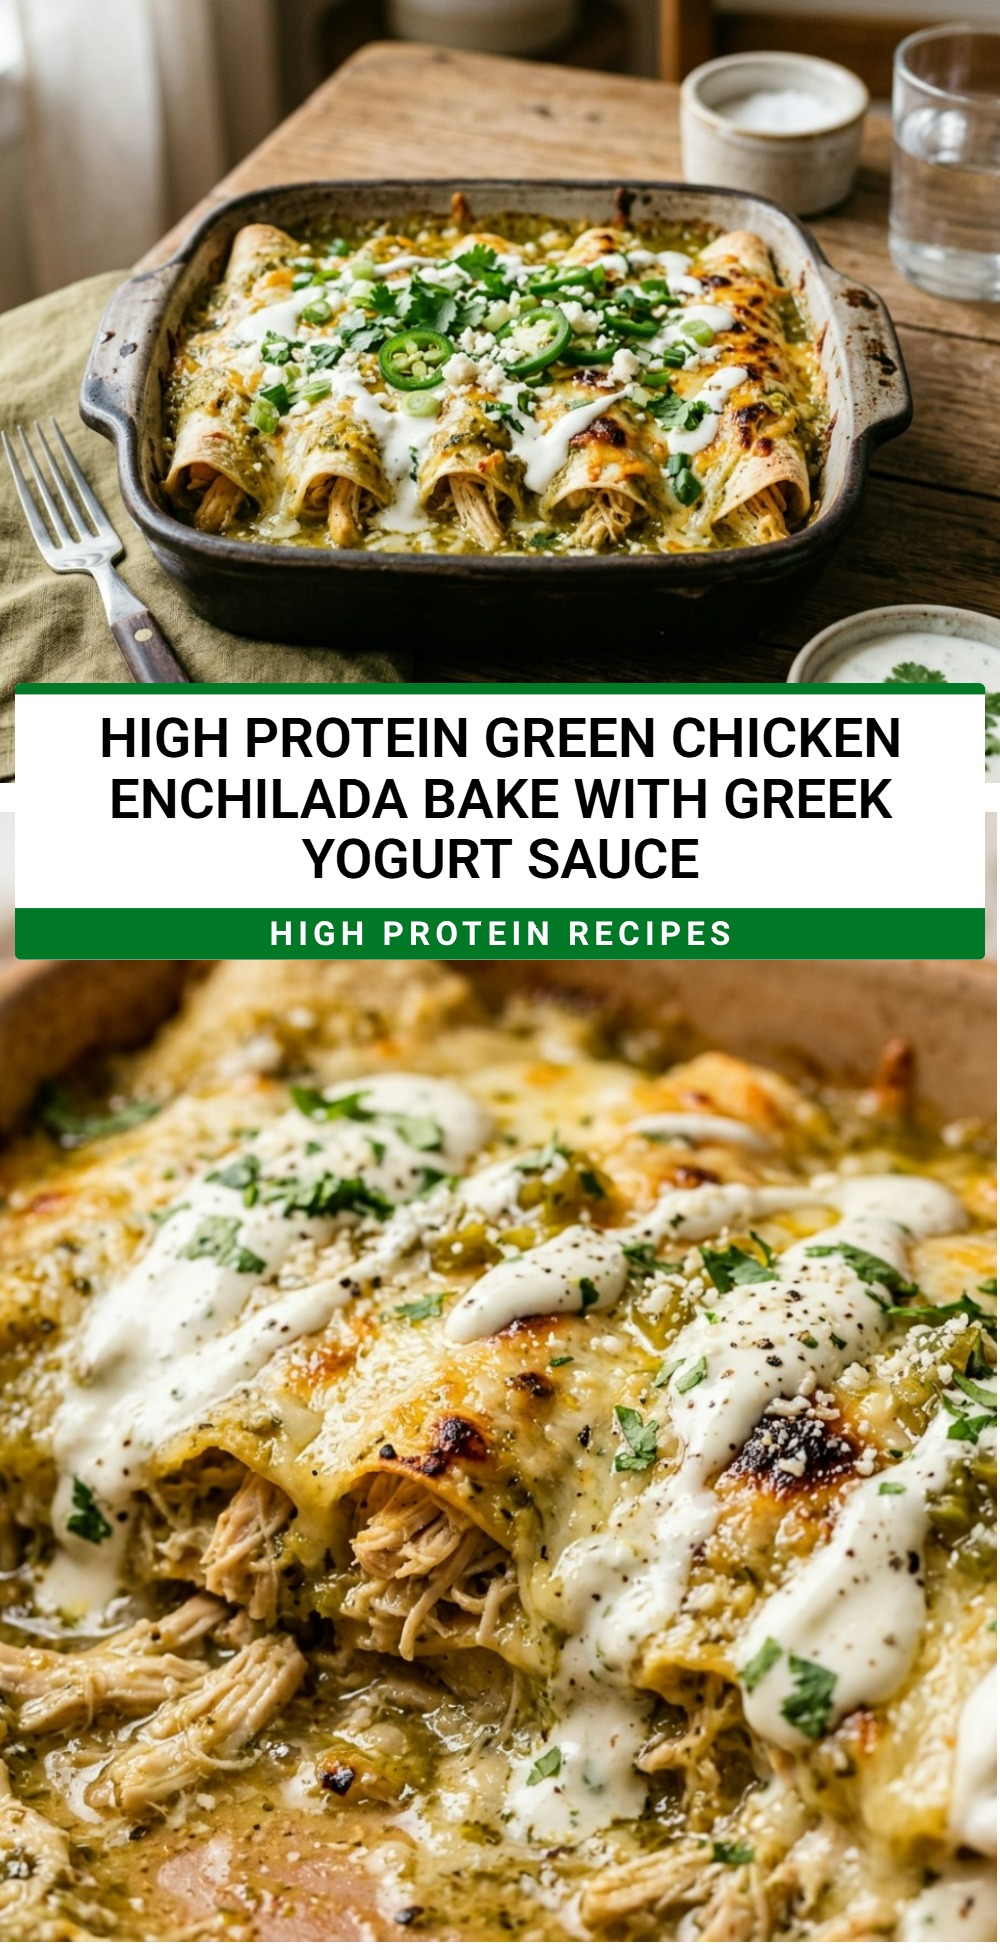 HIGH PROTEIN GREEN CHICKEN
ENCHILADA BAKE WITH GREEK
YOGURT SAUCE
HIGH PROTEIN RECIPES